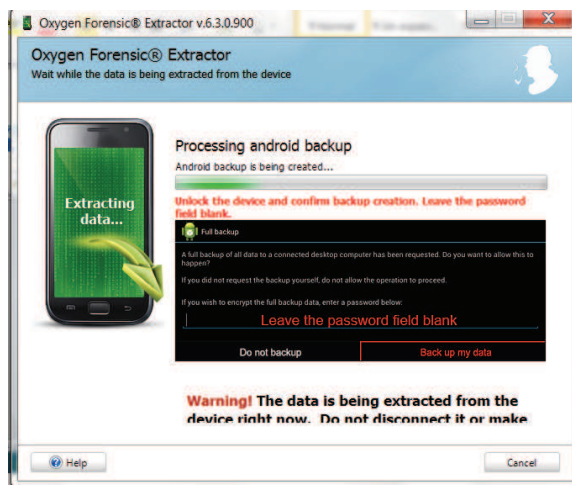 Oxygen Forensic® Extractor v.6.3.0.900
Oxygen Forensic® Extractor
Wait while the data is being extracted from the device
Extracting
data...
Processing android backup
Android backup is being created...
Unlock the device and confirm backup creation. Leave the password
field blank.
Full backup
A full backup of all data to a connected desktop computer has been requested. Do you want to allow this to
happen?
If you did not request the backup yourself, do not allow the operation to proceed.
If you wish to encrypt the full backup data, enter a password below:
Leave the password field blank
Do not backup
Back up my data
Warning! The data is being extracted from the
device right now. Do not disconnect it or make
Help
Cancel